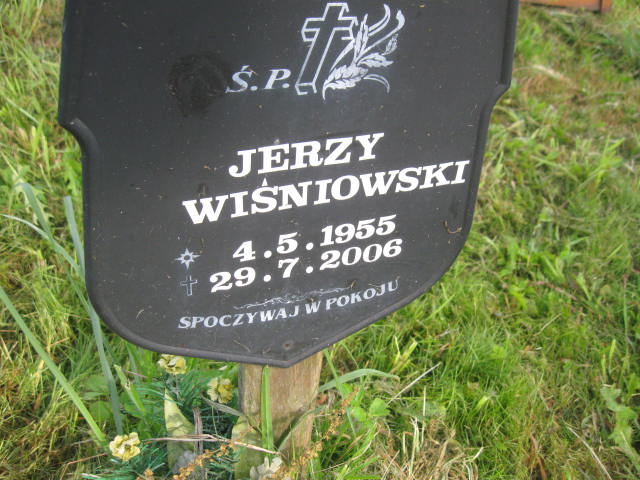 Ś.P.
JERZY
WIŚNIOWSKI
4.5.1955
29.7.2006
SPOCZYWAJ W POKOJU